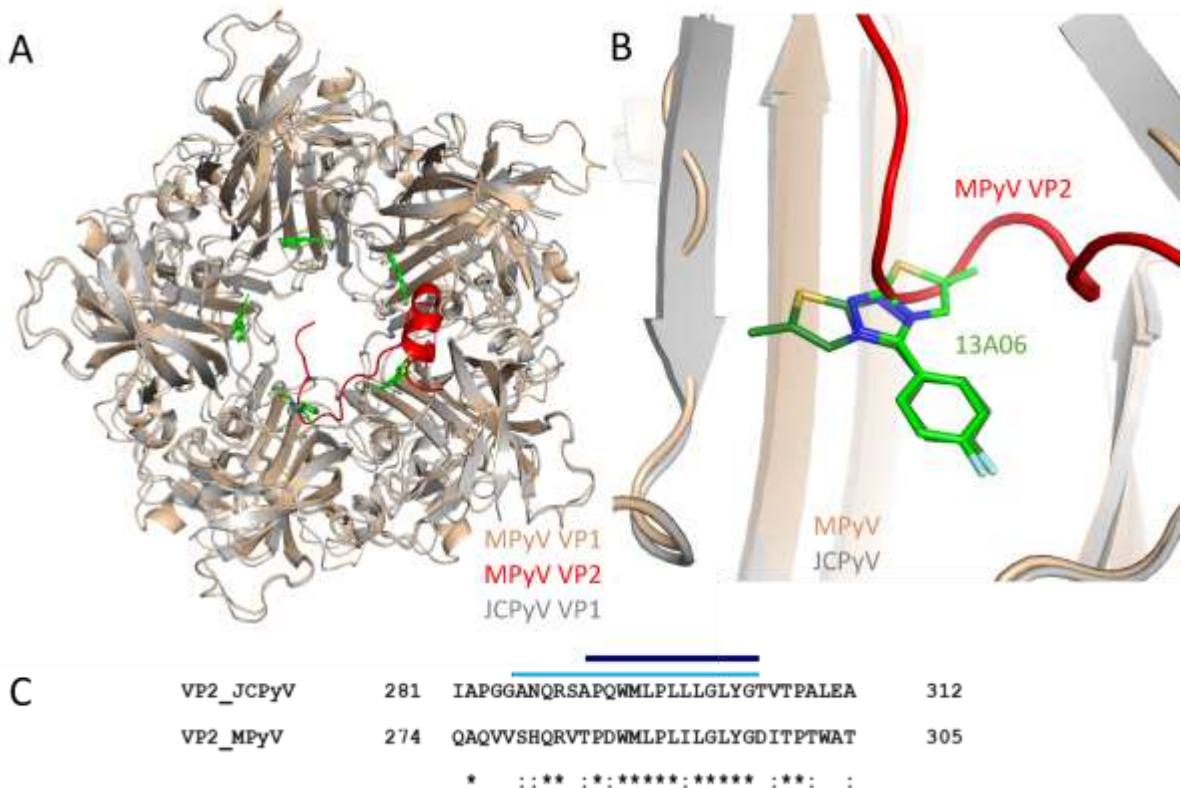 A
B
MPyV VP2
13A06
MPyV VP1
MPyV VP2
JCPyV VP1
MPyV
JCPyV
C
VP2_JCPyV 281 IAPGGANQRSAPQWMLPLLLGLYGTVTPALEA 312
VP2_MPyV 274 QAQVVSHQRVTPDWMLPLILGLYGDITPTWAT 305
* ::** :*:*****:***** :**: :